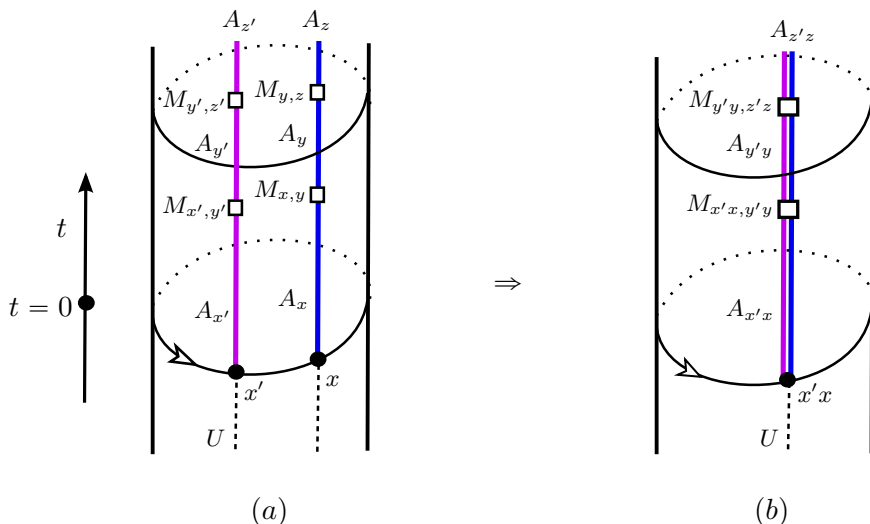 A_{z'} A_z A_{z'z}
M_{y',z'} M_{y,z} M_{y'y,z'z}
A_{y'} A_y A_{y'y}
M_{x',y'} M_{x,y} M_{x'x,y'y}
t
t = 0 A_{x'} A_x ⇒ A_{x'x}
x' x x'x
U U
(a) (b)